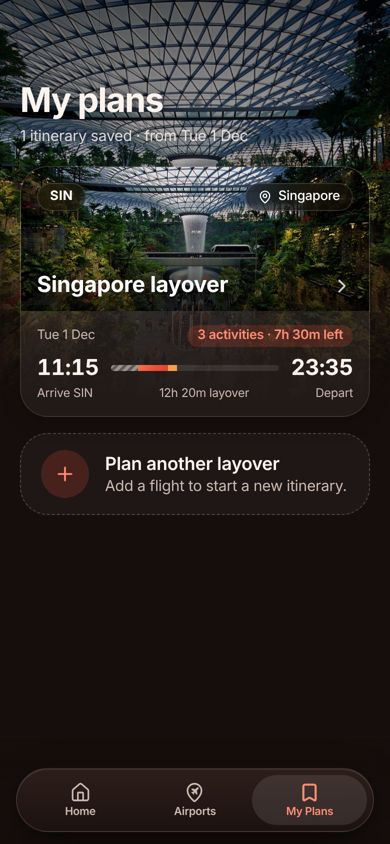 My plans
1 itinerary saved · from Tue 1 Dec
SIN
Singapore
Singapore layover
Tue 1 Dec
3 activities · 7h 30m left
11:15
23:35
Arrive SIN
12h 20m layover
Depart
Plan another layover
Add a flight to start a new itinerary.
Home
Airports
My Plans